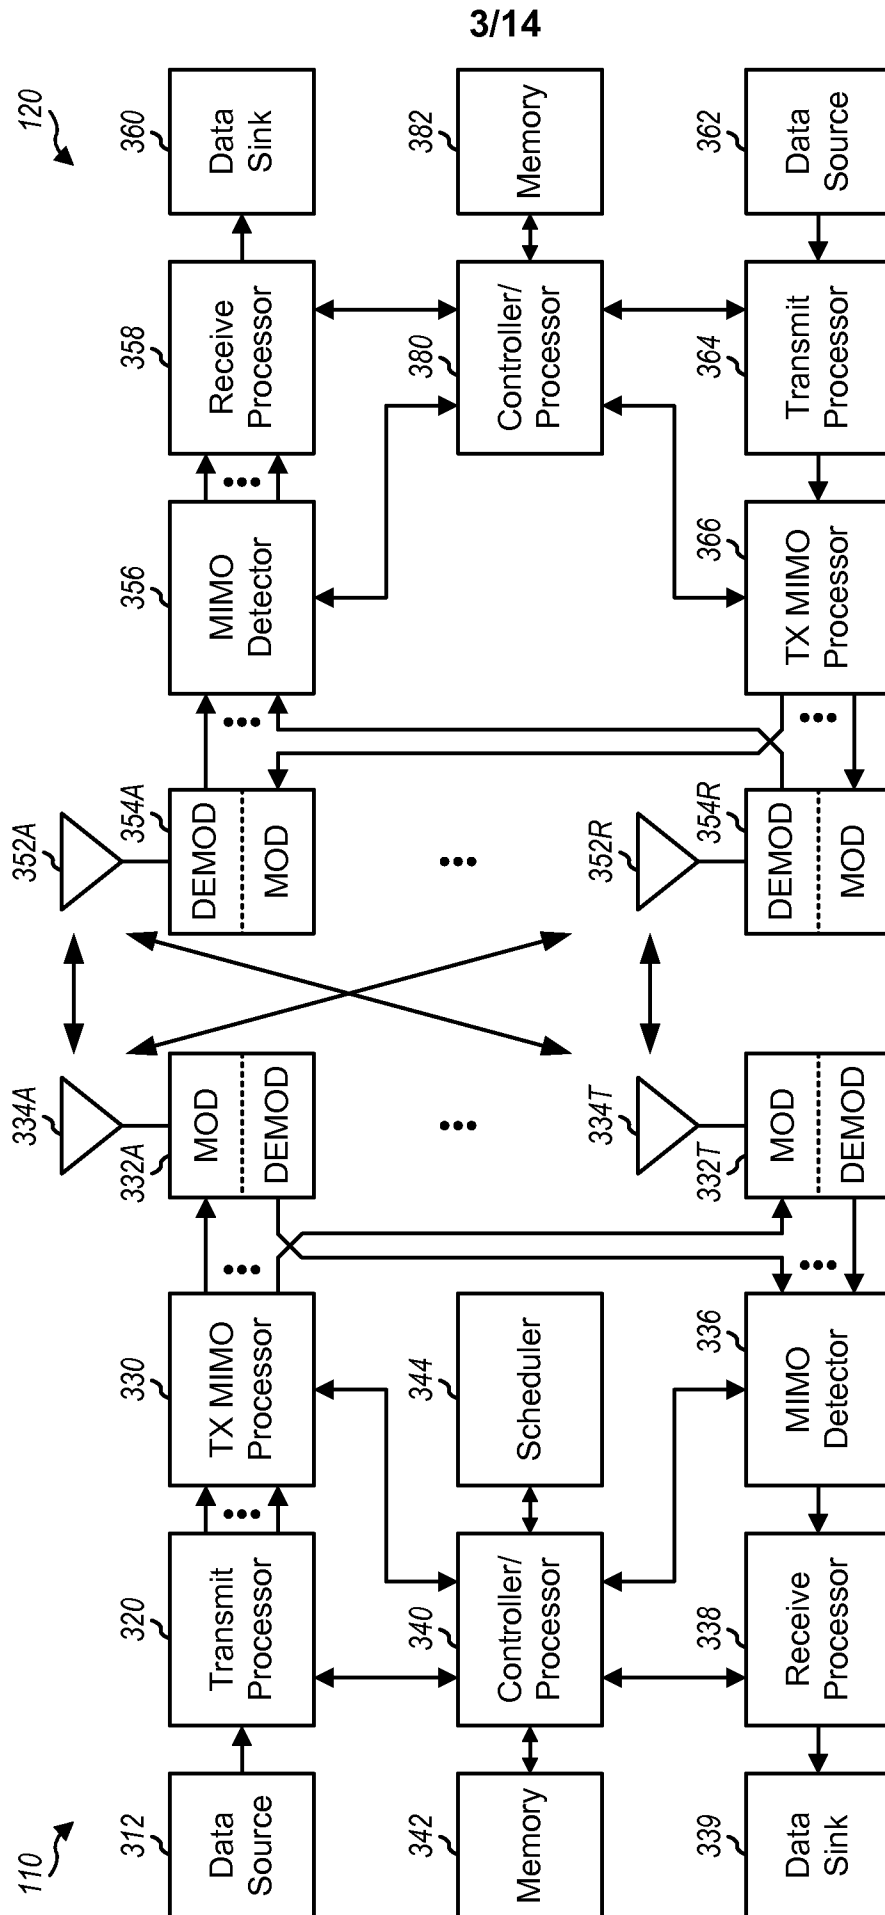 3/14
110
312
Data
Source
320
Transmit
Processor
330
TX MIMO
Processor
332A
MOD
DEMOD
334A
352A
354A
DEMOD
MOD
356
MIMO
Detector
358
Receive
Processor
360
Data
Sink
120
342
Memory
340
Controller/
Processor
344
Scheduler
380
Controller/
Processor
382
Memory
339
Data
Sink
338
Receive
Processor
336
MIMO
Detector
332T
MOD
DEMOD
334T
352R
354R
DEMOD
MOD
366
TX MIMO
Processor
364
Transmit
Processor
362
Data
Source